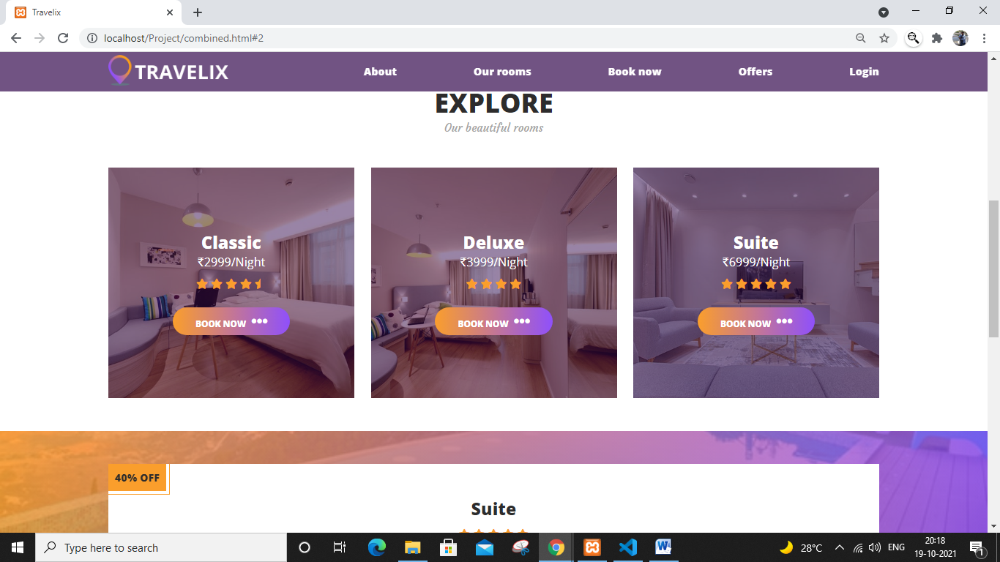 Travelix
localhost/Project/combined.html#2
TRAVELIX
About Our rooms Book now Offers Login
EXPLORE
Our beautiful rooms
Classic
₹2999/Night
BOOK NOW
Deluxe
₹3999/Night
BOOK NOW
Suite
₹6999/Night
BOOK NOW
40% OFF
Suite
Type here to search
28°C
ENG
20:18
19-10-2021
1